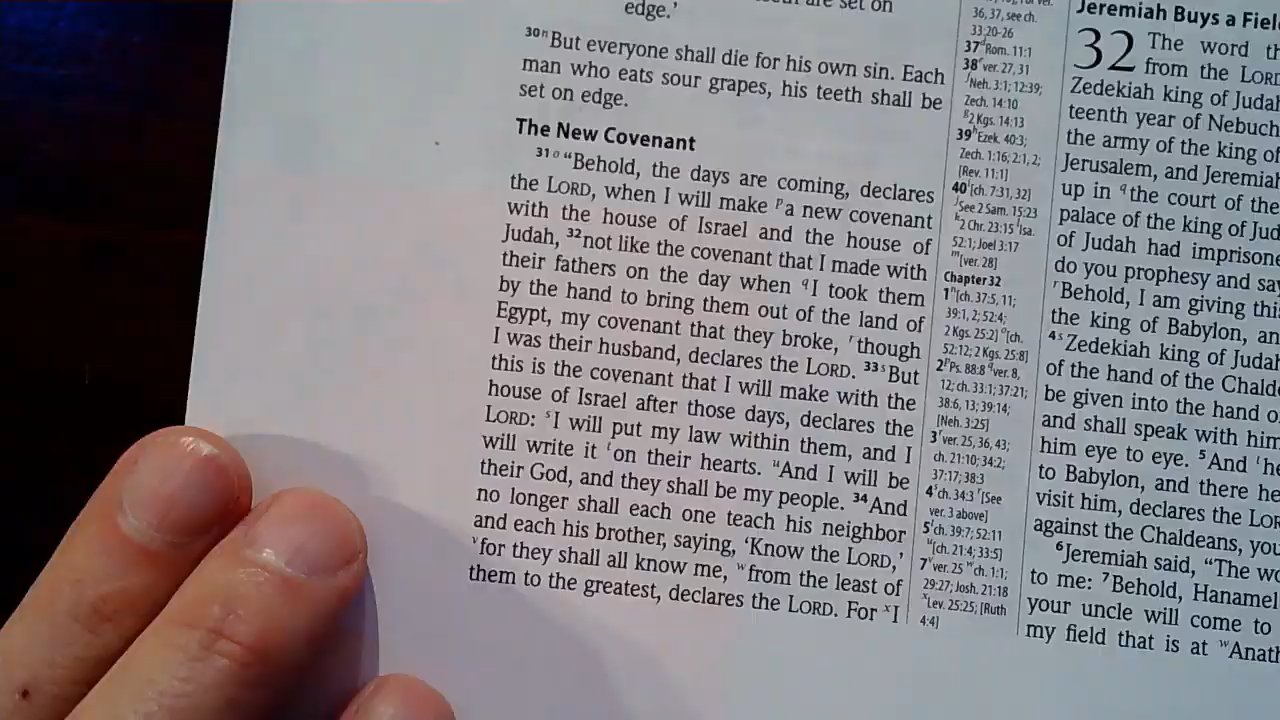 are set on
edge.’
30 n But everyone shall die for his own sin. Each
man who eats sour grapes, his teeth shall be
set on edge.
The New Covenant
31 o “Behold, the days are coming, declares
the LORD, when I will make p a new covenant
with the house of Israel and the house of
Judah, 32 not like the covenant that I made with
their fathers on the day when q I took them
by the hand to bring them out of the land of
Egypt, my covenant that they broke, r though
I was their husband, declares the LORD. 33 s But
this is the covenant that I will make with the
house of Israel after those days, declares the
LORD: s I will put my law within them, and I
will write it t on their hearts. u And I will be
their God, and they shall be my people. 34 And
no longer shall each one teach his neighbor
and each his brother, saying, ‘Know the LORD,’
v for they shall all know me, w from the least of
them to the greatest, declares the LORD. For x I
36, 37, see ch.
33:20-26
37 d Rom. 11:1
38 e ver. 27, 31
f Neh. 3:1; 12:39;
Zech. 14:10
g 2 Kgs. 14:13
39 h Ezek. 40:3;
Zech. 1:16; 2:1, 2;
[Rev. 11:1]
40 i [ch. 7:31, 32]
j See 2 Sam. 15:23
k 2 Chr. 23:15 l Isa.
52:1; Joel 3:17
m [ver. 28]
Chapter 32
1 n [ch. 37:5, 11;
39:1, 2; 52:4;
2 Kgs. 25:2] o [ch.
52:12; 2 Kgs. 25:8]
2 p Ps. 88:8 q ver. 8,
12; ch. 33:1; 37:21;
38:6, 13; 39:14;
[Neh. 3:25]
3 r ver. 25, 36, 43;
ch. 21:10; 34:2;
37:17; 38:3
4 s ch. 34:3 t [See
ver. 3 above]
5 t ch. 39:7; 52:11
u [ch. 21:4; 33:5]
7 v ver. 25 w ch. 1:1;
29:27; Josh. 21:18
x Lev. 25:25; [Ruth
4:4]
Jeremiah Buys a Fiel
32 The word th
from the LORD
Zedekiah king of Judah
teenth year of Nebuch
the army of the king of
Jerusalem, and Jeremiah
up in q the court of the
palace of the king of Jud
of Judah had imprisone
do you prophesy and say
r Behold, I am giving this
the king of Babylon, an
4 s Zedekiah king of Judah
of the hand of the Chalde
be given into the hand o
and shall speak with him
him eye to eye. 5 And t he
to Babylon, and there he
visit him, declares the LOR
against the Chaldeans, you
6 Jeremiah said, “The wo
to me: 7 Behold, Hanamel
your uncle will come to
my field that is at w Anath